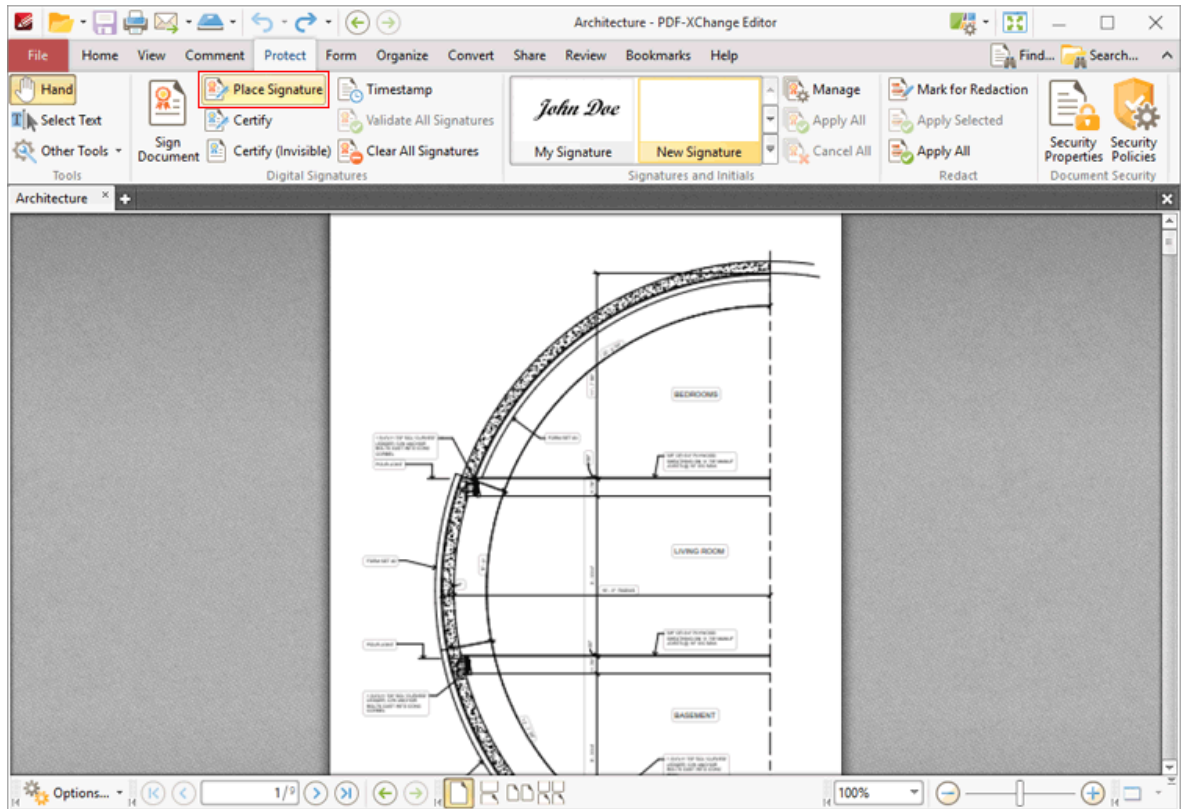 Architecture - PDF-XChange Editor
File Home View Comment Protect Form Organize Convert Share Review Bookmarks Help Find... Search...
Hand Place Signature Timestamp John Doe Manage Mark for Redaction
Select Text Certify Validate All Signatures Apply All Apply Selected
Other Tools Sign Document Certify (Invisible) Clear All Signatures My Signature New Signature Cancel All Apply All Security Properties Security Policies
Tools Digital Signatures Signatures and Initials Redact Document Security
Architecture
BEDROOMS
LIVING ROOM
BASEMENT
Options... 1/9 100%